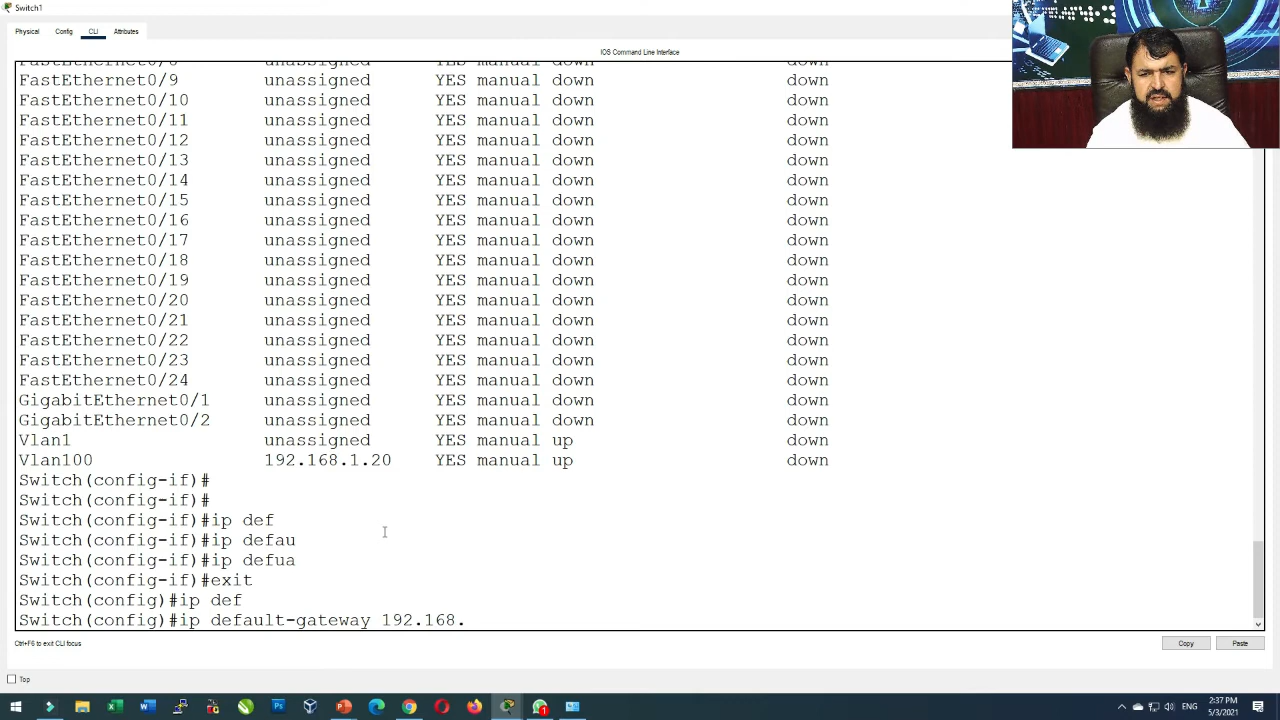 Switch1
Physical Config CLI Attributes
IOS Command Line Interface
FastEthernet0/9 unassigned YES manual down down
FastEthernet0/10 unassigned YES manual down down
FastEthernet0/11 unassigned YES manual down down
FastEthernet0/12 unassigned YES manual down down
FastEthernet0/13 unassigned YES manual down down
FastEthernet0/14 unassigned YES manual down down
FastEthernet0/15 unassigned YES manual down down
FastEthernet0/16 unassigned YES manual down down
FastEthernet0/17 unassigned YES manual down down
FastEthernet0/18 unassigned YES manual down down
FastEthernet0/19 unassigned YES manual down down
FastEthernet0/20 unassigned YES manual down down
FastEthernet0/21 unassigned YES manual down down
FastEthernet0/22 unassigned YES manual down down
FastEthernet0/23 unassigned YES manual down down
FastEthernet0/24 unassigned YES manual down down
GigabitEthernet0/1 unassigned YES manual down down
GigabitEthernet0/2 unassigned YES manual down down
Vlan1 unassigned YES manual up down
Vlan100 192.168.1.20 YES manual up down
Switch(config-if)#
Switch(config-if)#
Switch(config-if)#ip def
Switch(config-if)#ip defau
Switch(config-if)#ip defua
Switch(config-if)#exit
Switch(config)#ip def
Switch(config)#ip default-gateway 192.168.
Ctrl+F6 to exit CLI focus
Copy Paste
Top
ENG
2:37 PM
5/3/2021